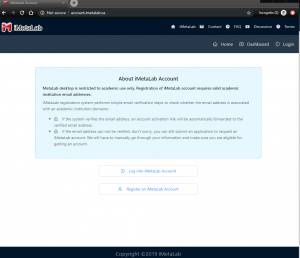 iMetaLab
Not secure | account.imetalab.ca
Incognito
iMetaLab
iMetaLab Contact FAQ Discussion Terms
Home Dashboard Login
About iMetaLab Account
MetaLab desktop is restricted to academic use only. Registration of iMetaLab account requires valid academic
institution email addresses.
iMetaLab registration system perform simple email verification steps to check whether the email address is associated
with an academic institution domains:
• If the system verifies the email address, an account activation link will be automatically forwarded to the
verified email address.
• If the email address can not be verified, don't worry, you can still submit an application to request an
iMetaLab account. We will have to manually go through your information and make sure you are eligible for
getting an account.
Log into iMetaLab Account
Register an iMetaLab Account
Copyright ©2019 iMetaLab